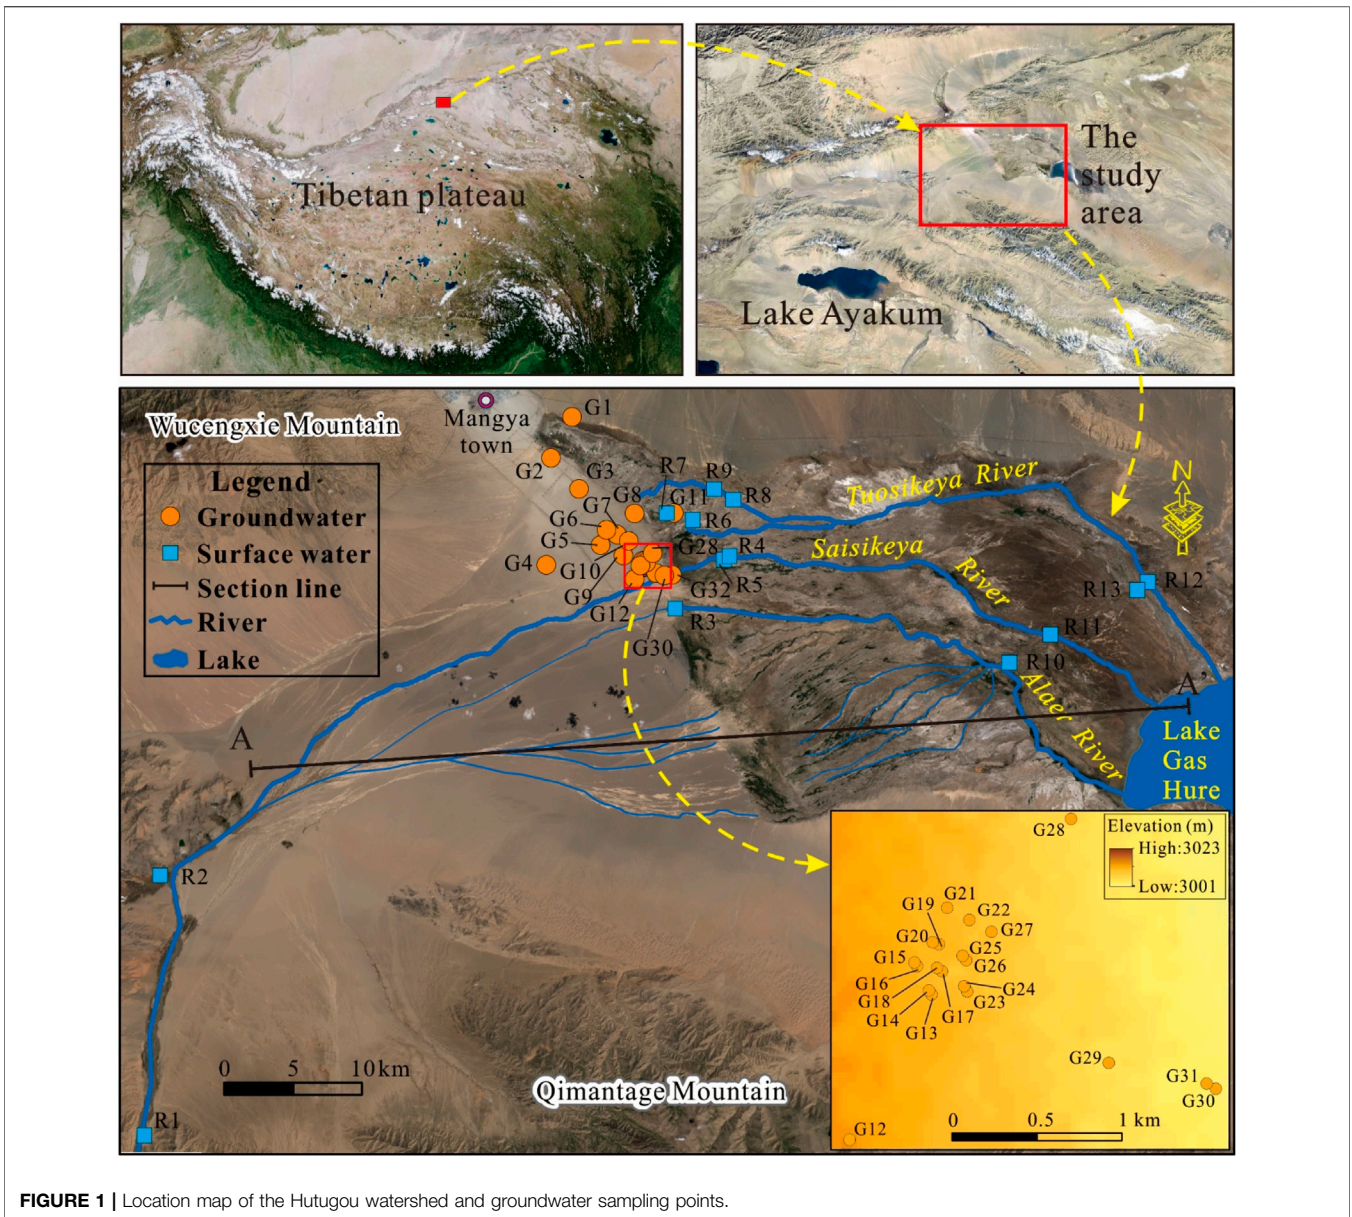 Tibetan plateau
The
study
area
Lake Ayakum
Wucengxie Mountain
Mangya
town
G1
G2
G3
R7
R9
G7
G8
G11
R8
Tuosikeya River
N
Legend
Groundwater
Surface water
Section line
River
Lake
G6
R6
G5
G28
R4
Saisikeya
River
G4
G10
R5
G9
G32
R13
R12
G12
R3
G30
R11
R10
Alaer River
A
A'
Lake
Gas
Hure
R2
R1
0 5 10 km
Qimantage Mountain
Elevation (m)
High:3023
Low:3001
G28
G21
G19
G22
G27
G20
G25
G15
G26
G16
G24
G18
G23
G14
G17
G13
G29
G31
G30
0 0.5 1 km
G12
FIGURE 1 | Location map of the Hutugou watershed and groundwater sampling points.